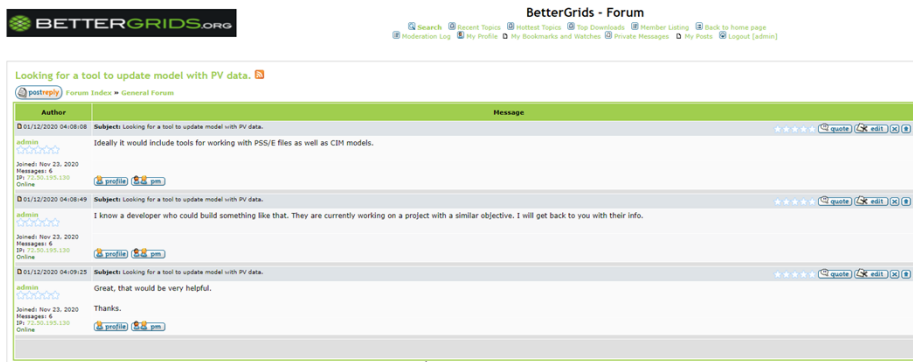 BETTERGRIDS.ORG
BetterGrids - Forum
Search Recent Topics Hottest Topics Top Downloads Member Listing Back to home page
Moderation Log My Profile My Bookmarks and Watches Private Messages My Posts Logout [admin]
Looking for a tool to update model with PV data.
postreply Forum Index » General Forum
Author Message
01/12/2020 04:08:08 Subject: Looking for a tool to update model with PV data. quote edit
admin Ideally it would include tools for working with PSS/E files as well as CIM models.
Joined: Nov 23, 2020
Messages: 6
IP: 72.50.195.130
Online profile pm
01/12/2020 04:08:49 Subject: Looking for a tool to update model with PV data. quote edit
admin I know a developer who could build something like that. They are currently working on a project with a similar objective. I will get back to you with their info.
Joined: Nov 23, 2020
Messages: 6
IP: 72.50.195.130
Online profile pm
01/12/2020 04:09:25 Subject: Looking for a tool to update model with PV data. quote edit
admin Great, that would be very helpful.
Joined: Nov 23, 2020 Thanks.
Messages: 6
IP: 72.50.195.130
Online profile pm